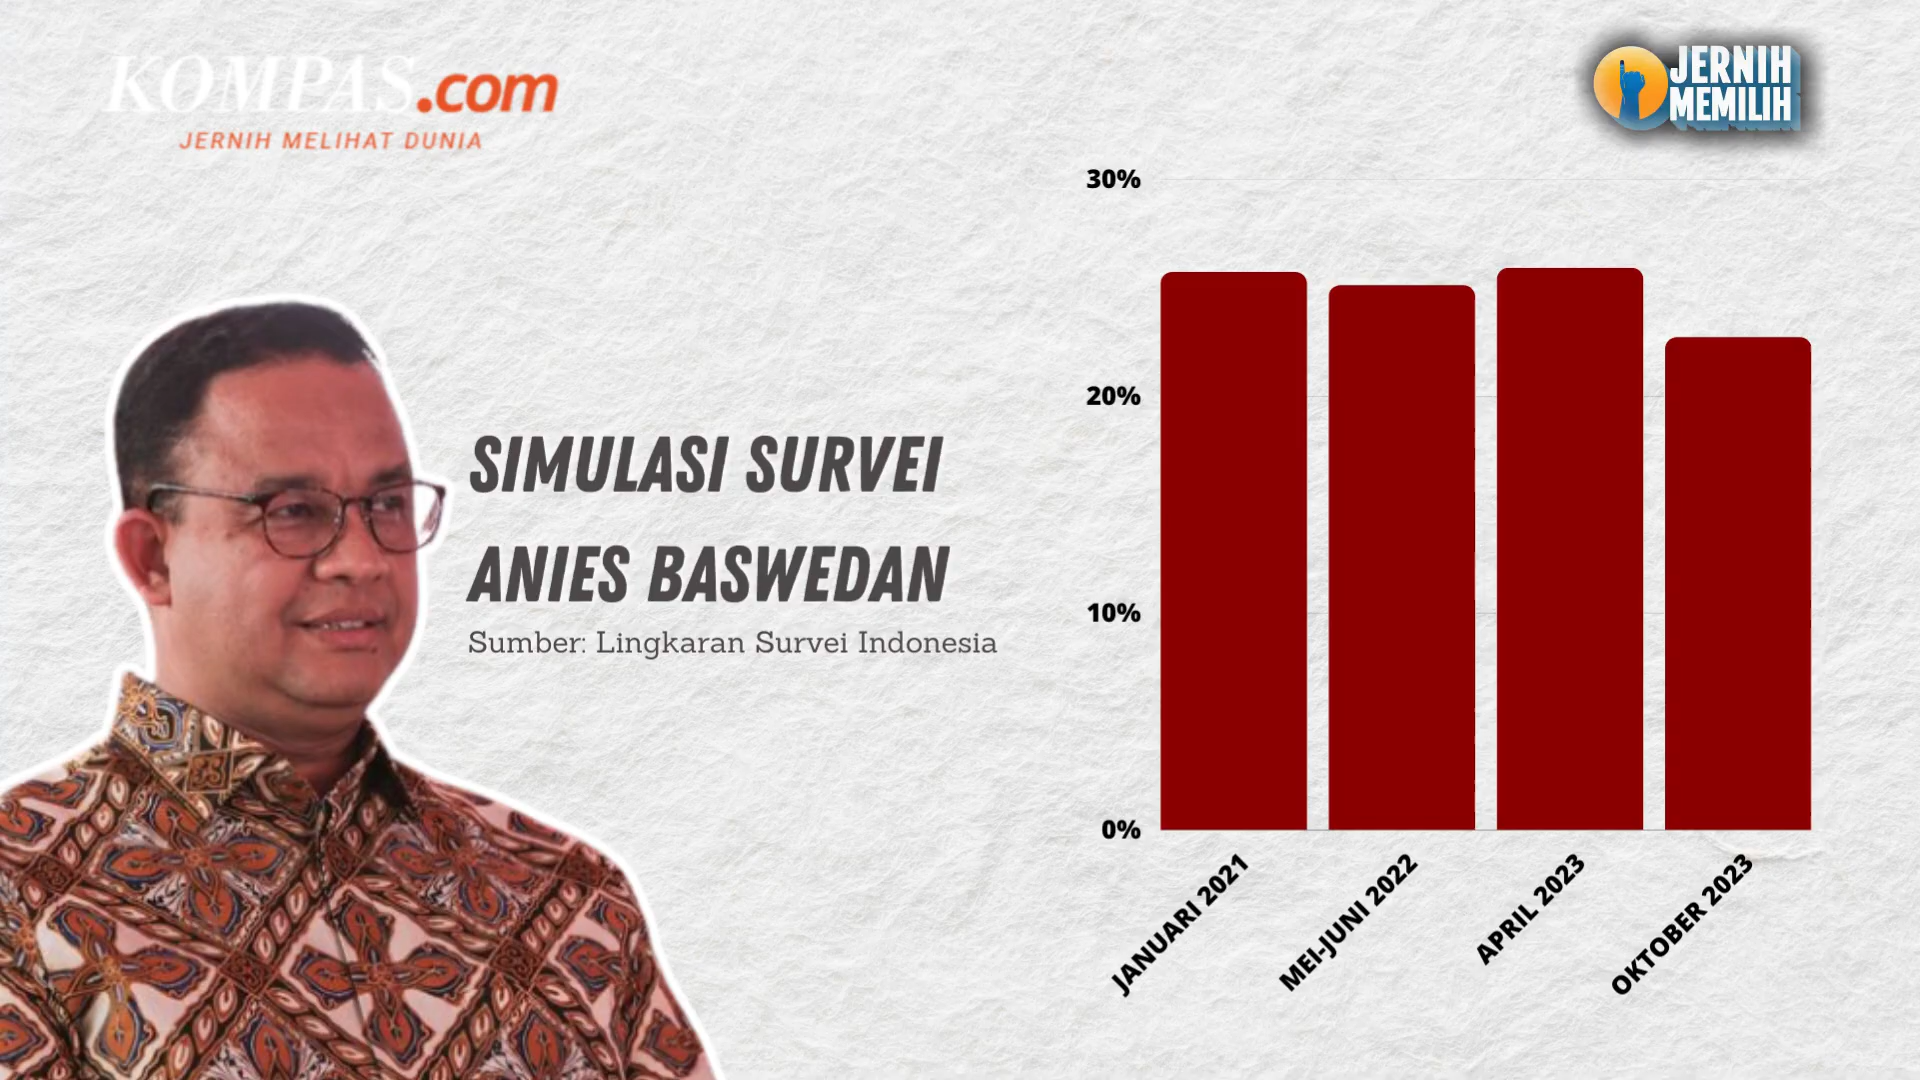 KOMPAS.com
JERNIH MELIHAT DUNIA
JERNIH
MEMILIH
SIMULASI SURVEI
ANIES BASWEDAN
Sumber: Lingkaran Survei Indonesia
30%
20%
10%
0%
JANUARI 2021
MEI-JUNI 2022
APRIL 2023
OKTOBER 2023